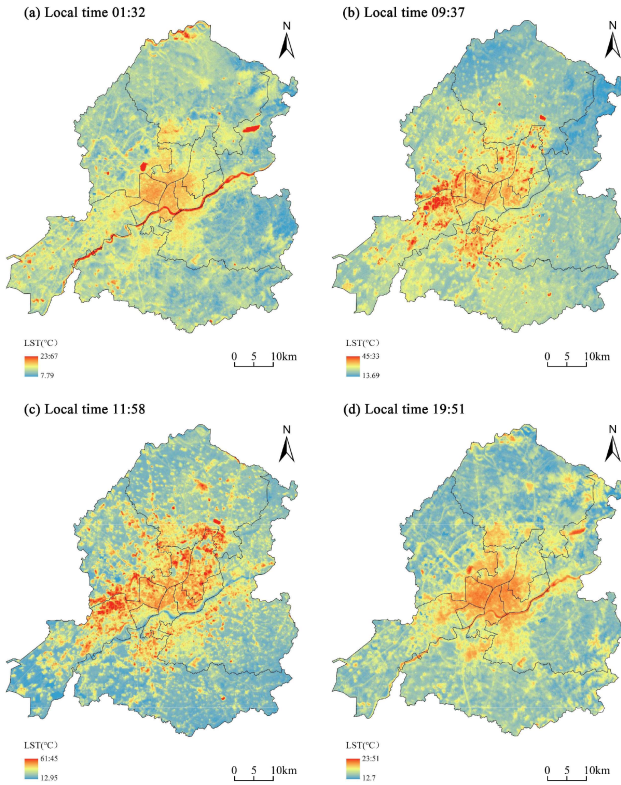 (a) Local time 01:32
N
LST(°C)
23:67
7.79
0 5 10km
(b) Local time 09:37
N
LST(°C)
45:33
13.69
0 5 10km
(c) Local time 11:58
N
LST(°C)
61:45
12.95
0 5 10km
(d) Local time 19:51
N
LST(°C)
23:51
12.7
0 5 10km